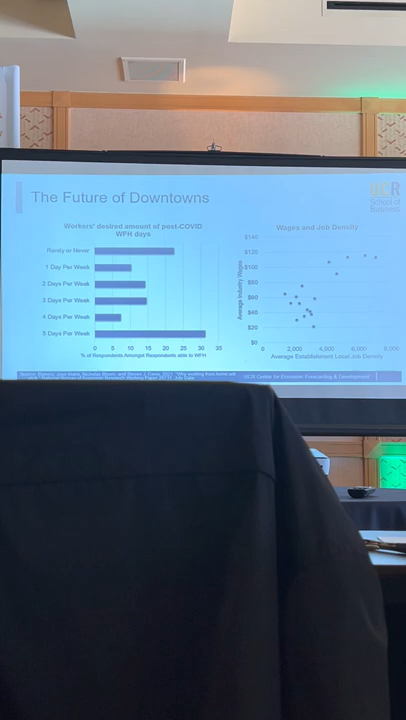 The Future of Downtowns
UCR
School of
Business
Workers' desired amount of post-COVID
WFH days
Rarely or Never
1 Day Per Week
2 Days Per Week
3 Days Per Week
4 Days Per Week
5 Days Per Week
0 5 10 15 20 25 30 35
% of Respondents Amongst Respondents able to WFH
Wages and Job Density
$140
$120
$100
$80
$60
$40
$20
$0
Average Industry Wages
0 2,000 4,000 6,000 8,000
Average Establishment Local Job Density
UCR Center for Economic Forecasting & Development